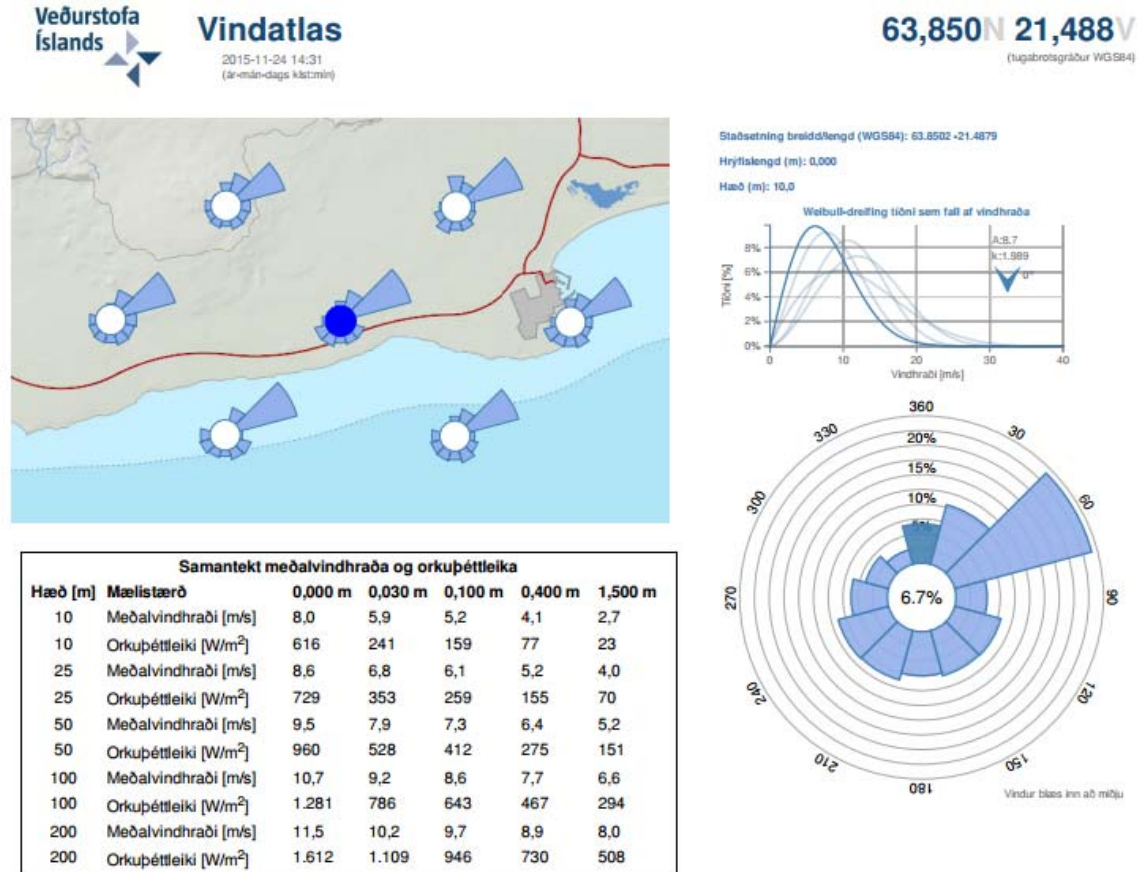 Veðurstofa
Íslands
Vindatlas
2015-11-24 14:31
(ár-mán-dags klst:mín)
63,850N 21,488V
(tugabrotsgráður WGS84)
Staðsetning breidd/lengd (WGS84): 63.8502 -21.4879
Hrýfislengd (m): 0,000
Hæð (m): 10,0
Weibull-dreifing tíðni sem fall af vindhraða
A:8.7
k:1.989
0°
Tíðni [%]
8%
6%
4%
2%
0%
0 10 20 30 40
Vindhraði [m/s]
360
30
60
90
120
150
180
210
240
270
300
330
20%
15%
10%
5%
6.7%
Vindur blæs inn að miðju
Samantekt meðalvindhraða og orkuþéttleika
Hæð [m] Mælistærð 0,000 m 0,030 m 0,100 m 0,400 m 1,500 m
10 Meðalvindhraði [m/s] 8,0 5,9 5,2 4,1 2,7
10 Orkuþéttleiki [W/m²] 616 241 159 77 23
25 Meðalvindhraði [m/s] 8,6 6,8 6,1 5,2 4,0
25 Orkuþéttleiki [W/m²] 729 353 259 155 70
50 Meðalvindhraði [m/s] 9,5 7,9 7,3 6,4 5,2
50 Orkuþéttleiki [W/m²] 960 528 412 275 151
100 Meðalvindhraði [m/s] 10,7 9,2 8,6 7,7 6,6
100 Orkuþéttleiki [W/m²] 1.281 786 643 467 294
200 Meðalvindhraði [m/s] 11,5 10,2 9,7 8,9 8,0
200 Orkuþéttleiki [W/m²] 1.612 1.109 946 730 508